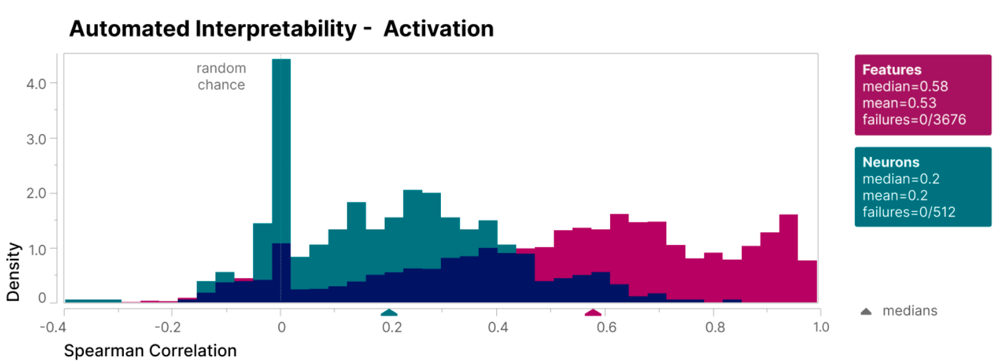 Automated Interpretability - Activation
random
chance
4.0
3.0
2.0
1.0
0
Density
-0.4
-0.2
0
0.2
0.4
0.6
0.8
1.0
Spearman Correlation
Features
median=0.58
mean=0.53
failures=0/3676
Neurons
median=0.2
mean=0.2
failures=0/512
medians